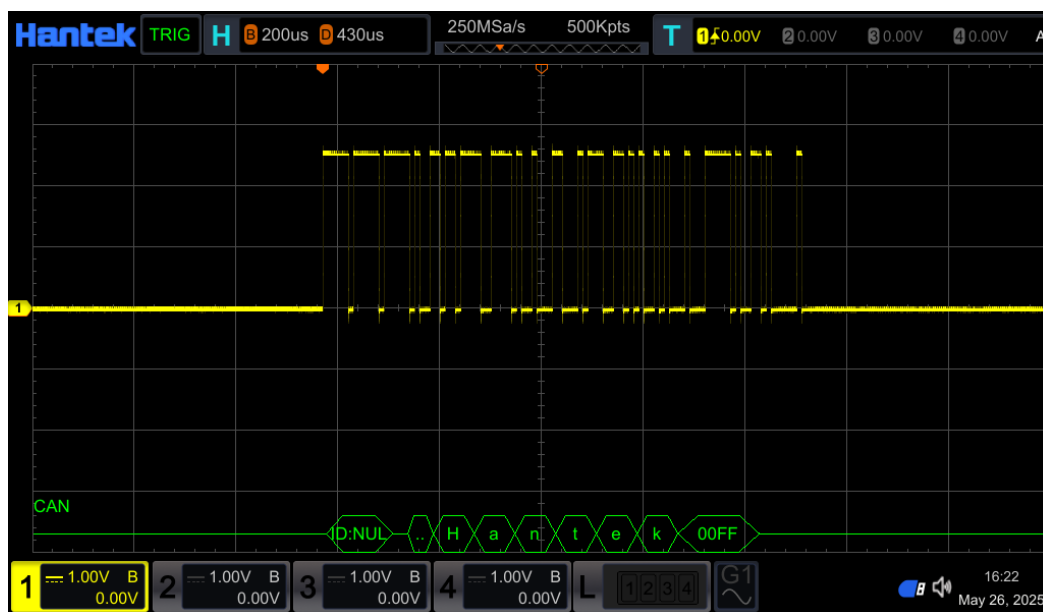 Hantek TRIG H B 200us D 430us 250MSa/s 500Kpts T 1 0.00V 2 0.00V 3 0.00V 4 0.00V A
1
CAN
ID:NUL .. H a n t e k 00FF
1 1.00V B 0.00V 2 1.00V B 0.00V 3 1.00V B 0.00V 4 1.00V B 0.00V L 1 2 3 4 G1 16:22
May 26, 2025